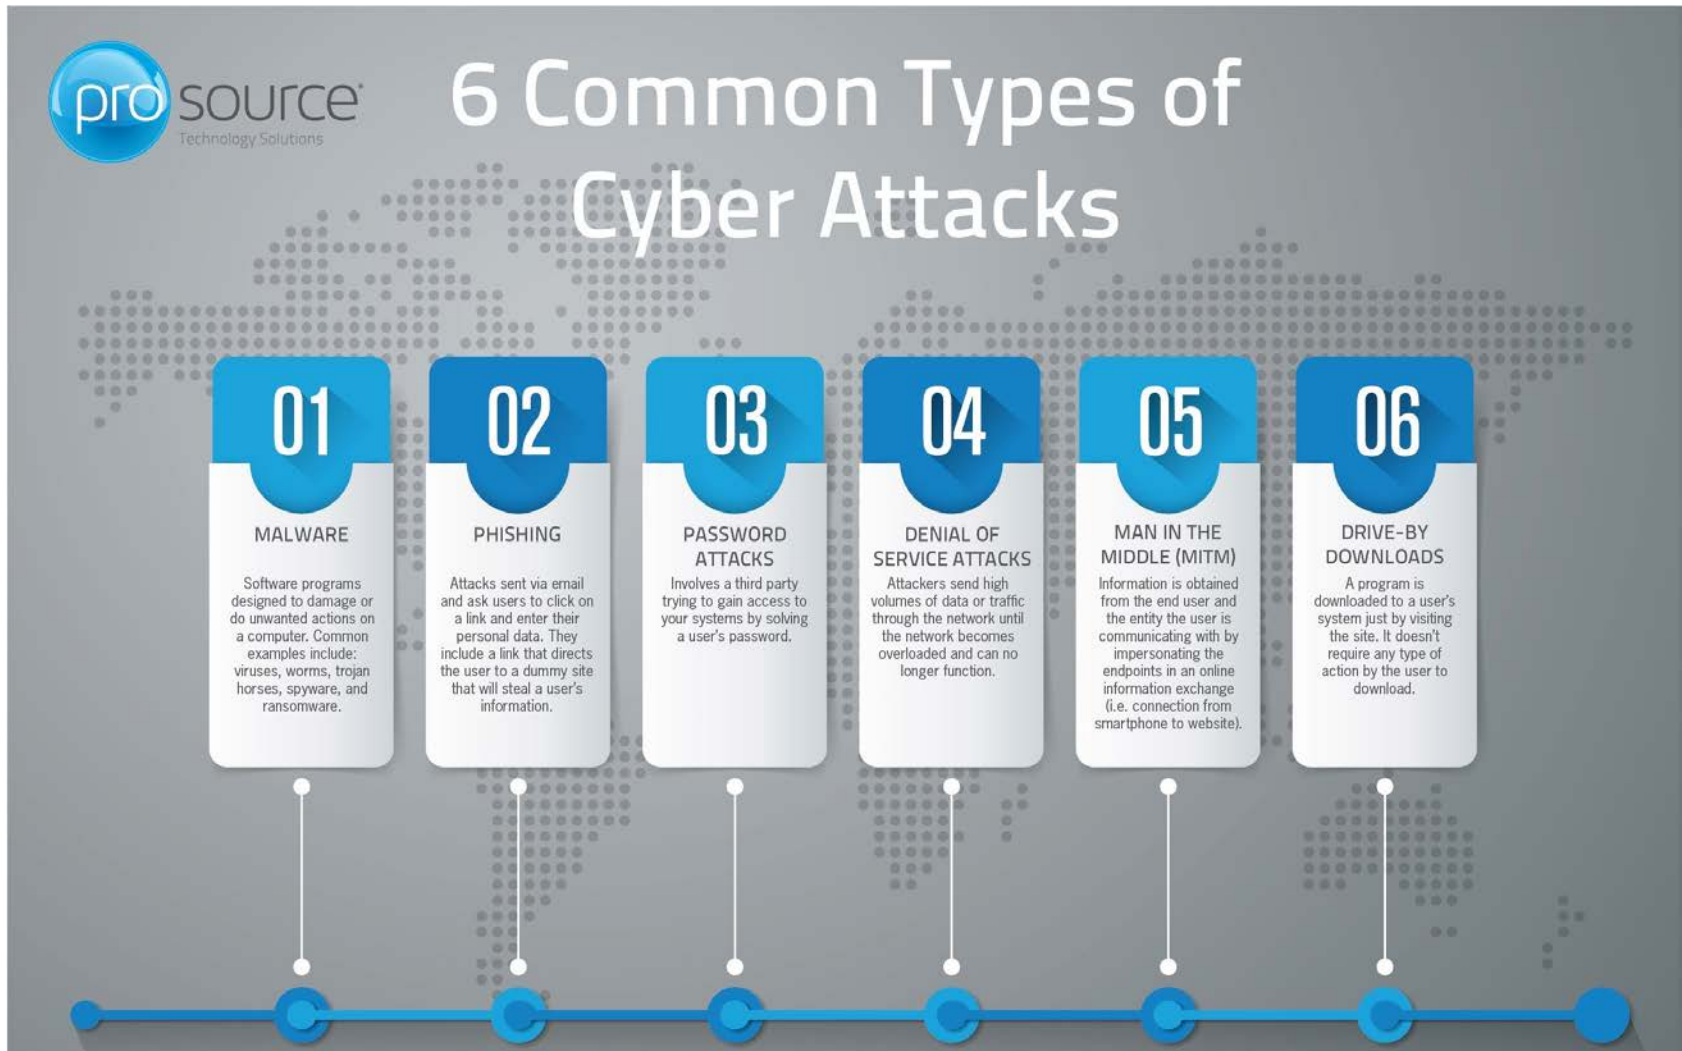 pro source®
Technology Solutions
6 Common Types of
Cyber Attacks
01
MALWARE
Software programs
designed to damage or
do unwanted actions on
a computer. Common
examples include:
viruses, worms, trojan
horses, spyware, and
ransomware.
02
PHISHING
Attacks sent via email
and ask users to click on
a link and enter their
personal data. They
include a link that directs
the user to a dummy site
that will steal a user's
information.
03
PASSWORD
ATTACKS
Involves a third party
trying to gain access to
your systems by solving
a user's password.
04
DENIAL OF
SERVICE ATTACKS
Attackers send high
volumes of data or traffic
through the network until
the network becomes
overloaded and can no
longer function.
05
MAN IN THE
MIDDLE (MITM)
Information is obtained
from the end user and
the entity the user is
communicating with by
impersonating the
endpoints in an online
information exchange
(i.e. connection from
smartphone to website).
06
DRIVE-BY
DOWNLOADS
A program is
downloaded to a user's
system just by visiting
the site. It doesn't
require any type of
action by the user to
download.